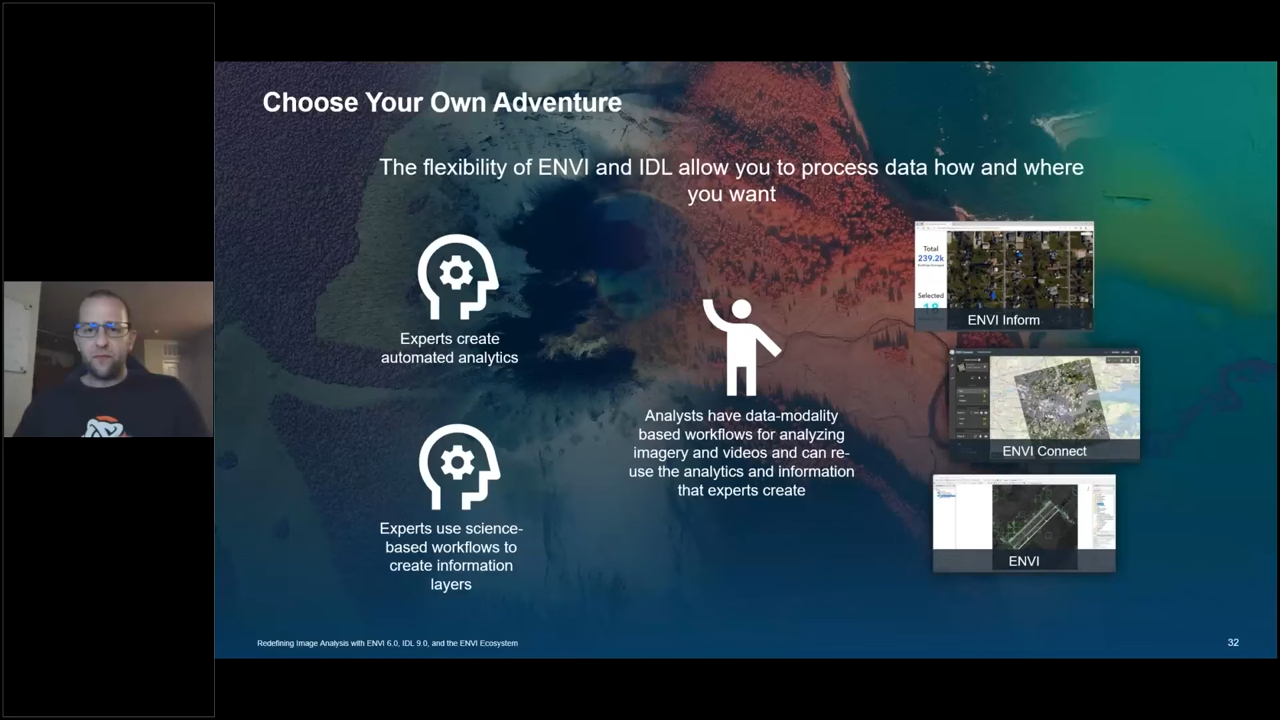 Choose Your Own Adventure
The flexibility of ENVI and IDL allow you to process data how and where
you want
Experts create
automated analytics
Experts use science-
based workflows to
create information
layers
Analysts have data-modality
based workflows for analyzing
imagery and videos and can re-
use the analytics and information
that experts create
Total
239.2k
Selected
18
ENVI Inform
ENVI Connect
ENVI
Redefining Image Analysis with ENVI 6.0, IDL 9.0, and the ENVI Ecosystem
32